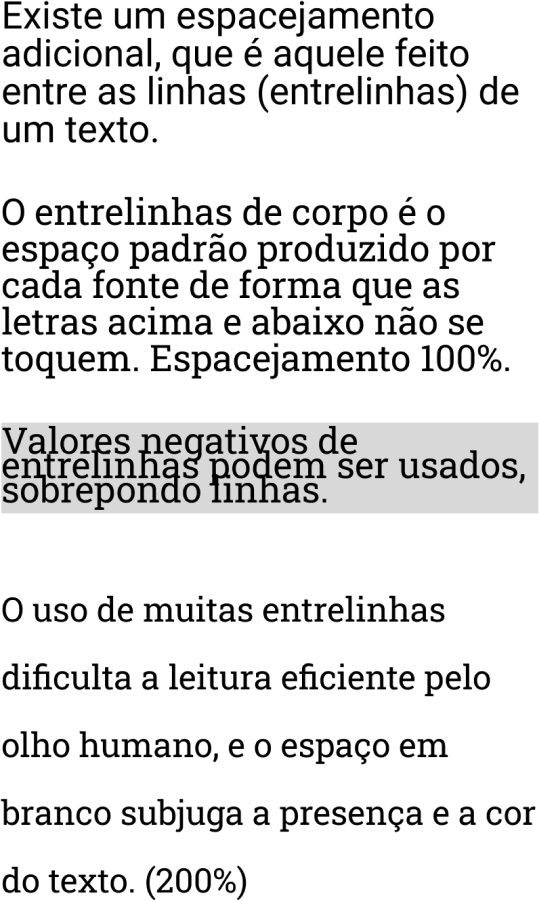 Existe um espacejamento
adicional, que é aquele feito
entre as linhas (entrelinhas) de
um texto.
O entrelinhas de corpo é o
espaço padrão produzido por
cada fonte de forma que as
letras acima e abaixo não se
toquem. Espacejamento 100%.
Valores negativos de
entrelinhas podem ser usados,
sobrepondo linhas.
O uso de muitas entrelinhas
dificulta a leitura eficiente pelo
olho humano, e o espaço em
branco subjuga a presença e a cor
do texto. (200%)